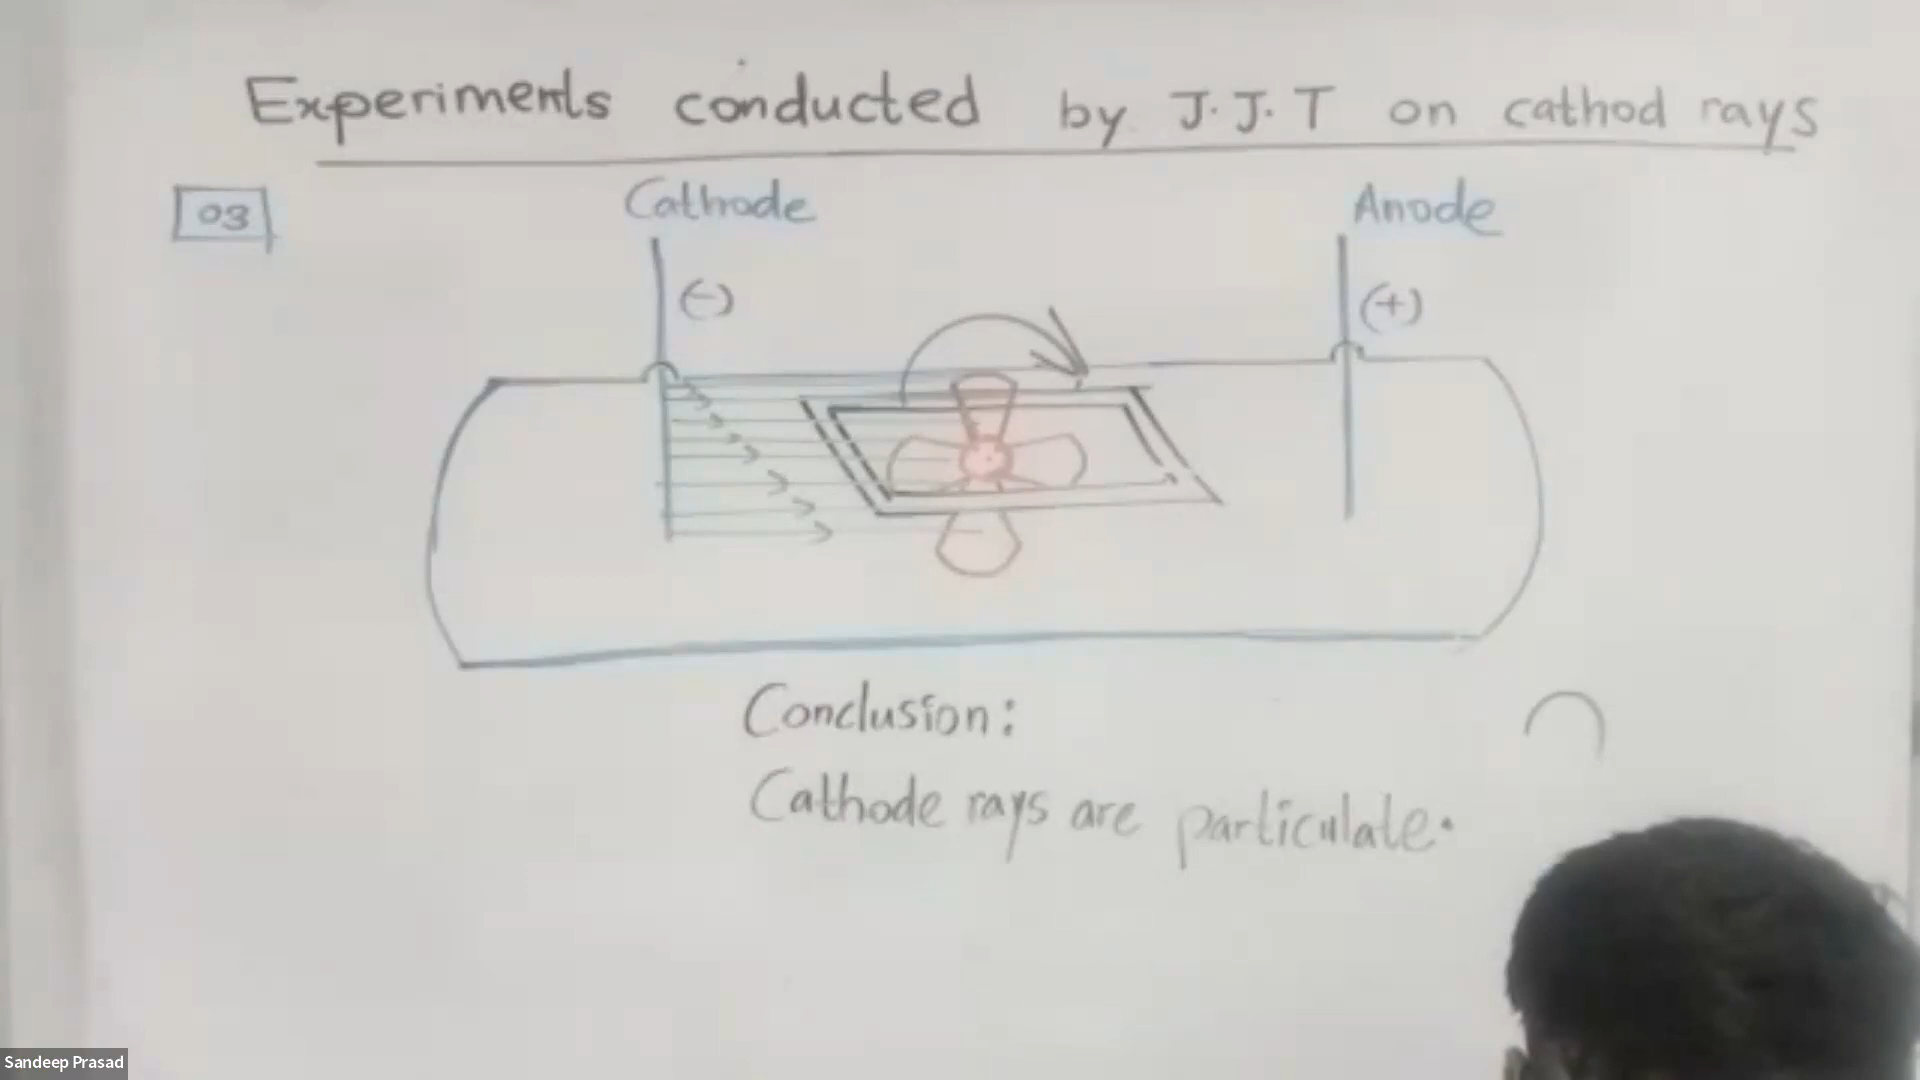 Experiments conducted by J.J.T on cathod rays
03
Cathode
Anode
(-)
(+)
Conclusion:
Cathode rays are particulate.
Sandeep Prasad